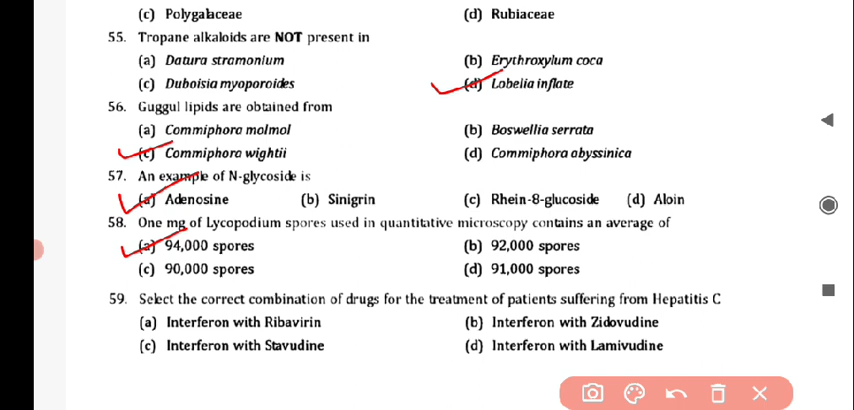 (c) Polygalaceae (d) Rubiaceae
55. Tropane alkaloids are NOT present in
(a) Datura stramonium (b) Erythroxylum coca
(c) Duboisia myoporoides (d) Lobelia inflate
56. Guggul lipids are obtained from
(a) Commiphora molmol (b) Boswellia serrata
(c) Commiphora wightii (d) Commiphora abyssinica
57. An example of N-glycoside is
(a) Adenosine (b) Sinigrin (c) Rhein-8-glucoside (d) Aloin
58. One mg of Lycopodium spores used in quantitative microscopy contains an average of
(a) 94,000 spores (b) 92,000 spores
(c) 90,000 spores (d) 91,000 spores
59. Select the correct combination of drugs for the treatment of patients suffering from Hepatitis C
(a) Interferon with Ribavirin (b) Interferon with Zidovudine
(c) Interferon with Stavudine (d) Interferon with Lamivudine